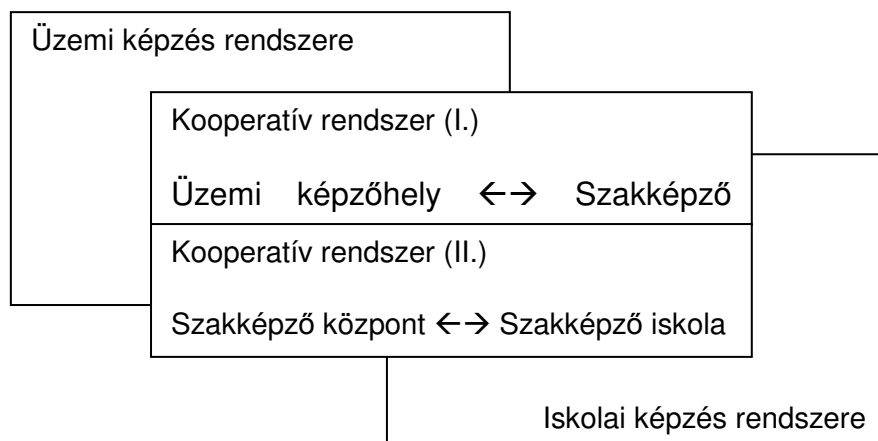 Üzemi képzés rendszere
Kooperatív rendszer (I.)
Üzemi képzőhely ←→ Szakképző
Kooperatív rendszer (II.)
Szakképző központ ←→ Szakképző iskola
Iskolai képzés rendszere